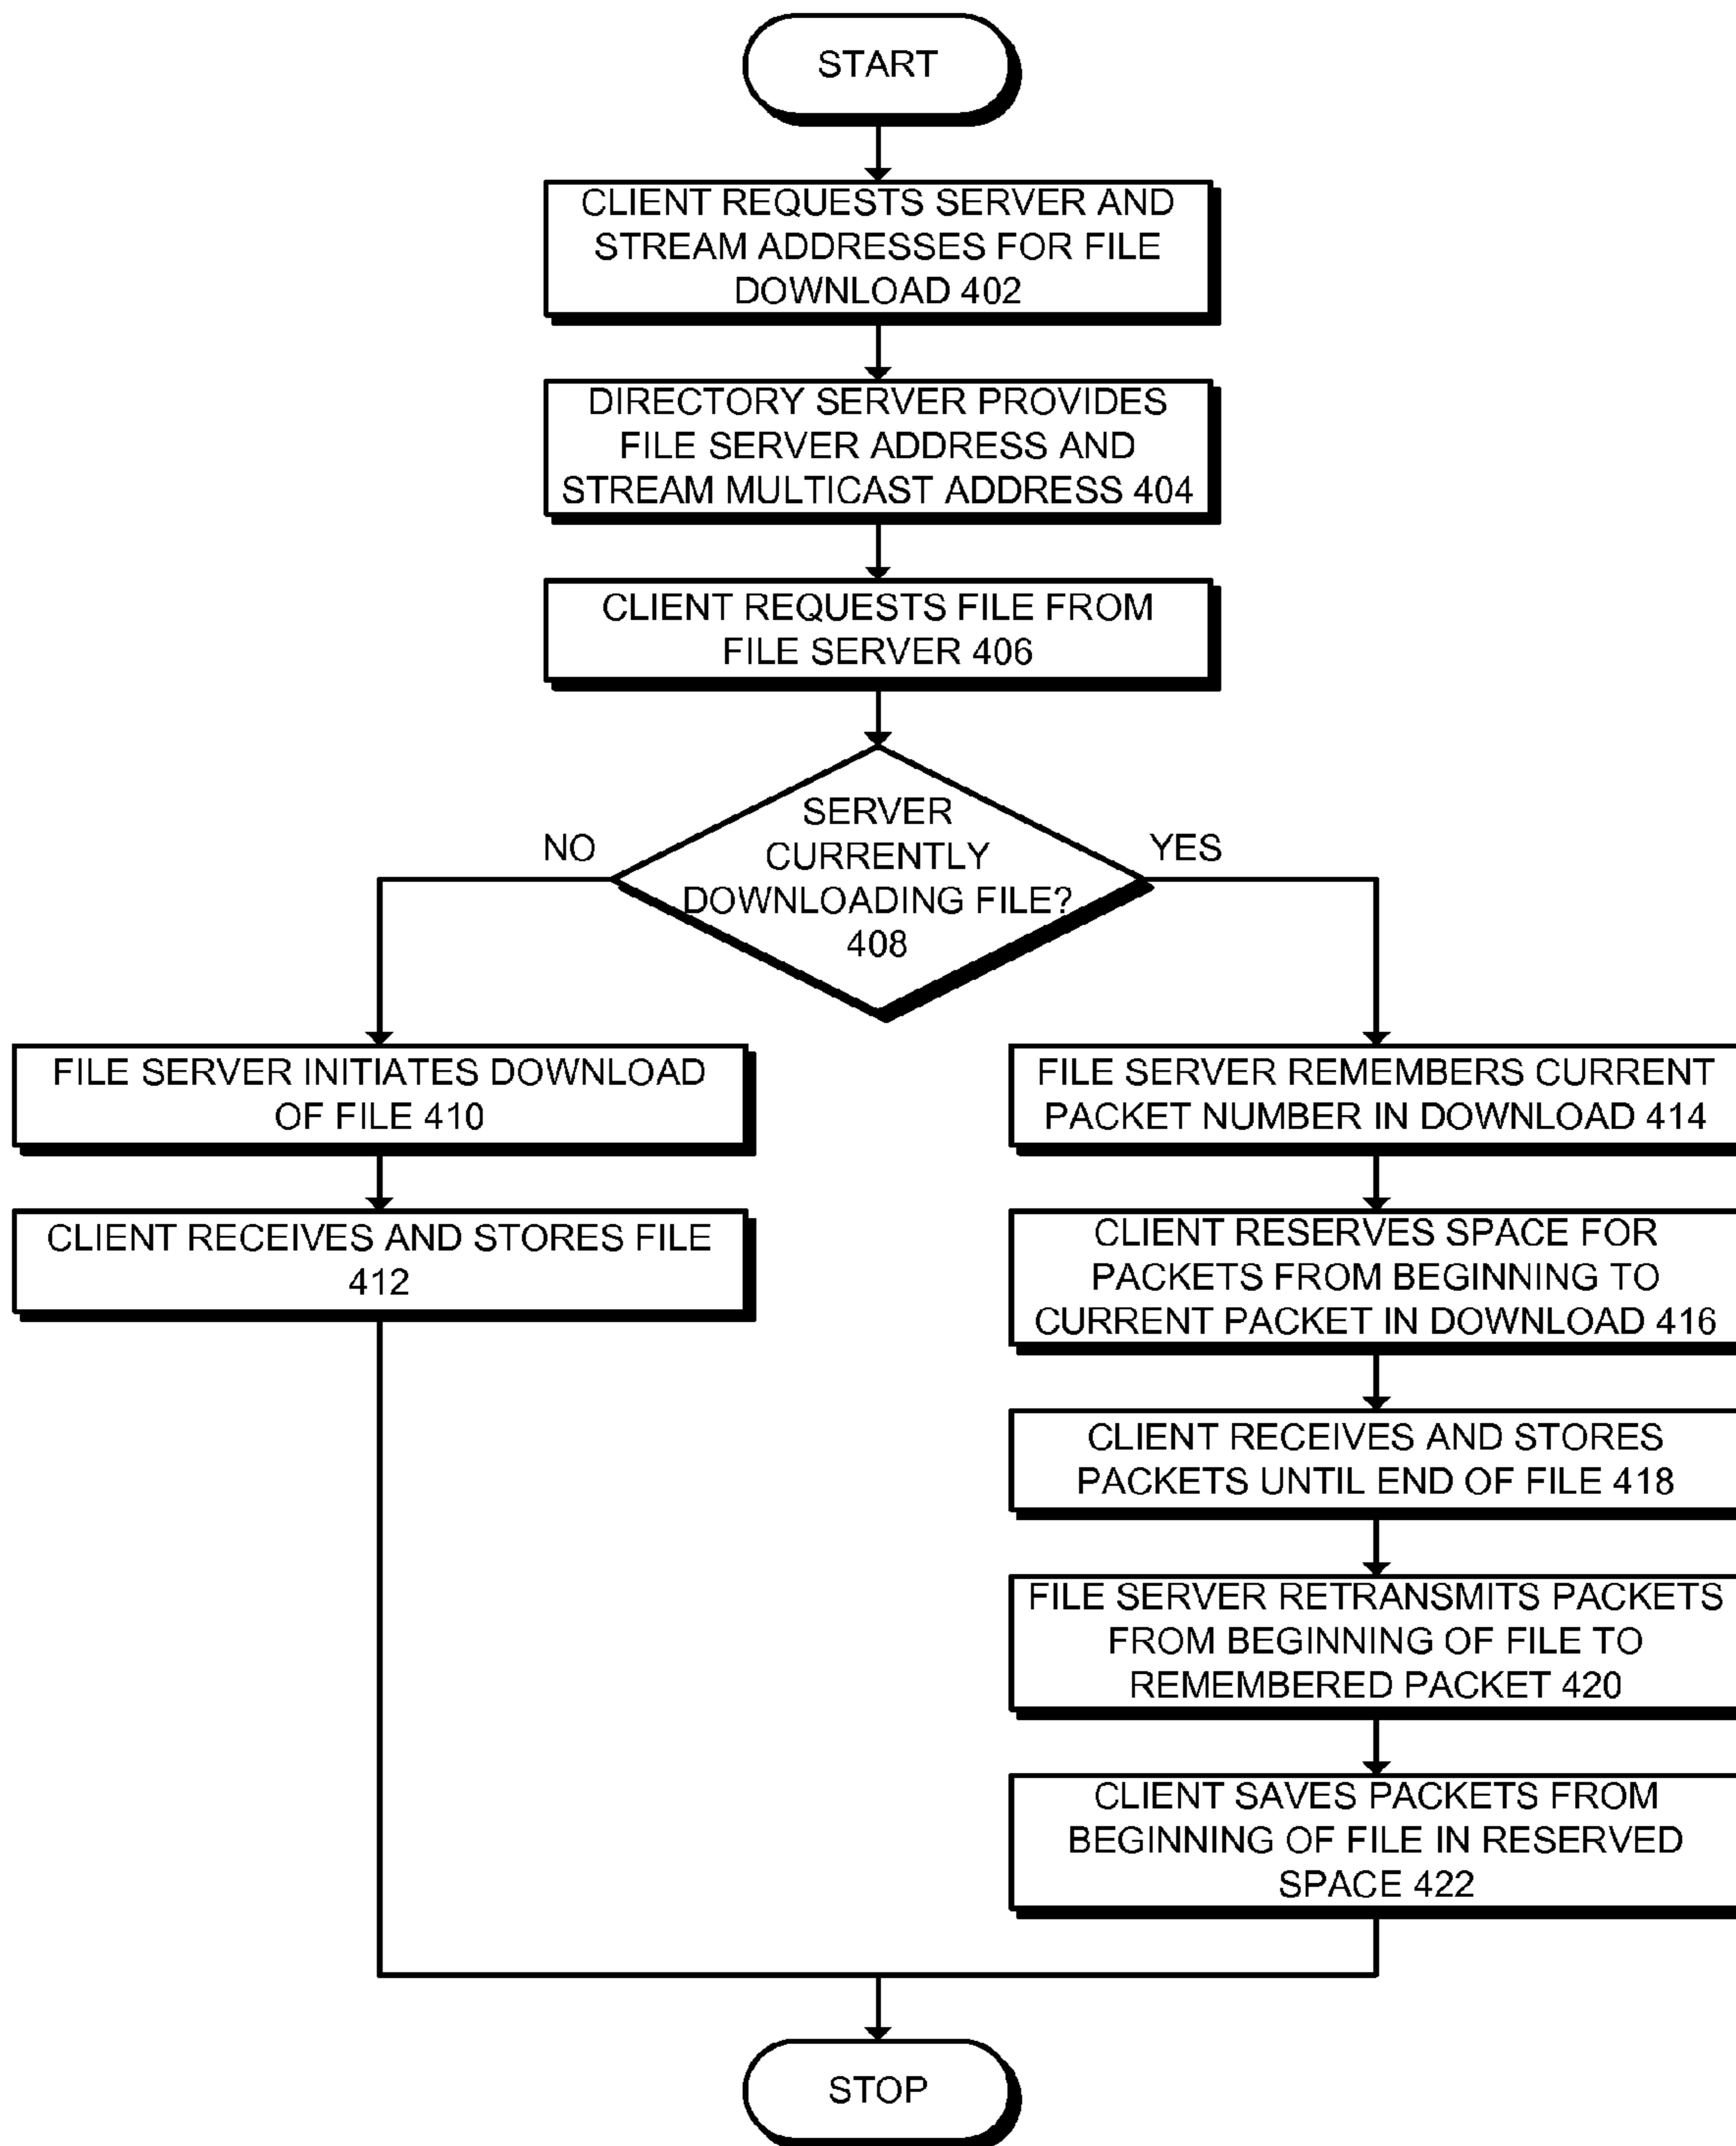 START
CLIENT REQUESTS SERVER AND
STREAM ADDRESSES FOR FILE
DOWNLOAD 402
DIRECTORY SERVER PROVIDES
FILE SERVER ADDRESS AND
STREAM MULTICAST ADDRESS 404
CLIENT REQUESTS FILE FROM
FILE SERVER 406
SERVER
CURRENTLY
DOWNLOADING FILE?
408
NO
YES
FILE SERVER INITIATES DOWNLOAD
OF FILE 410
CLIENT RECEIVES AND STORES FILE
412
FILE SERVER REMEMBERS CURRENT
PACKET NUMBER IN DOWNLOAD 414
CLIENT RESERVES SPACE FOR
PACKETS FROM BEGINNING TO
CURRENT PACKET IN DOWNLOAD 416
CLIENT RECEIVES AND STORES
PACKETS UNTIL END OF FILE 418
FILE SERVER RETRANSMITS PACKETS
FROM BEGINNING OF FILE TO
REMEMBERED PACKET 420
CLIENT SAVES PACKETS FROM
BEGINNING OF FILE IN RESERVED
SPACE 422
STOP